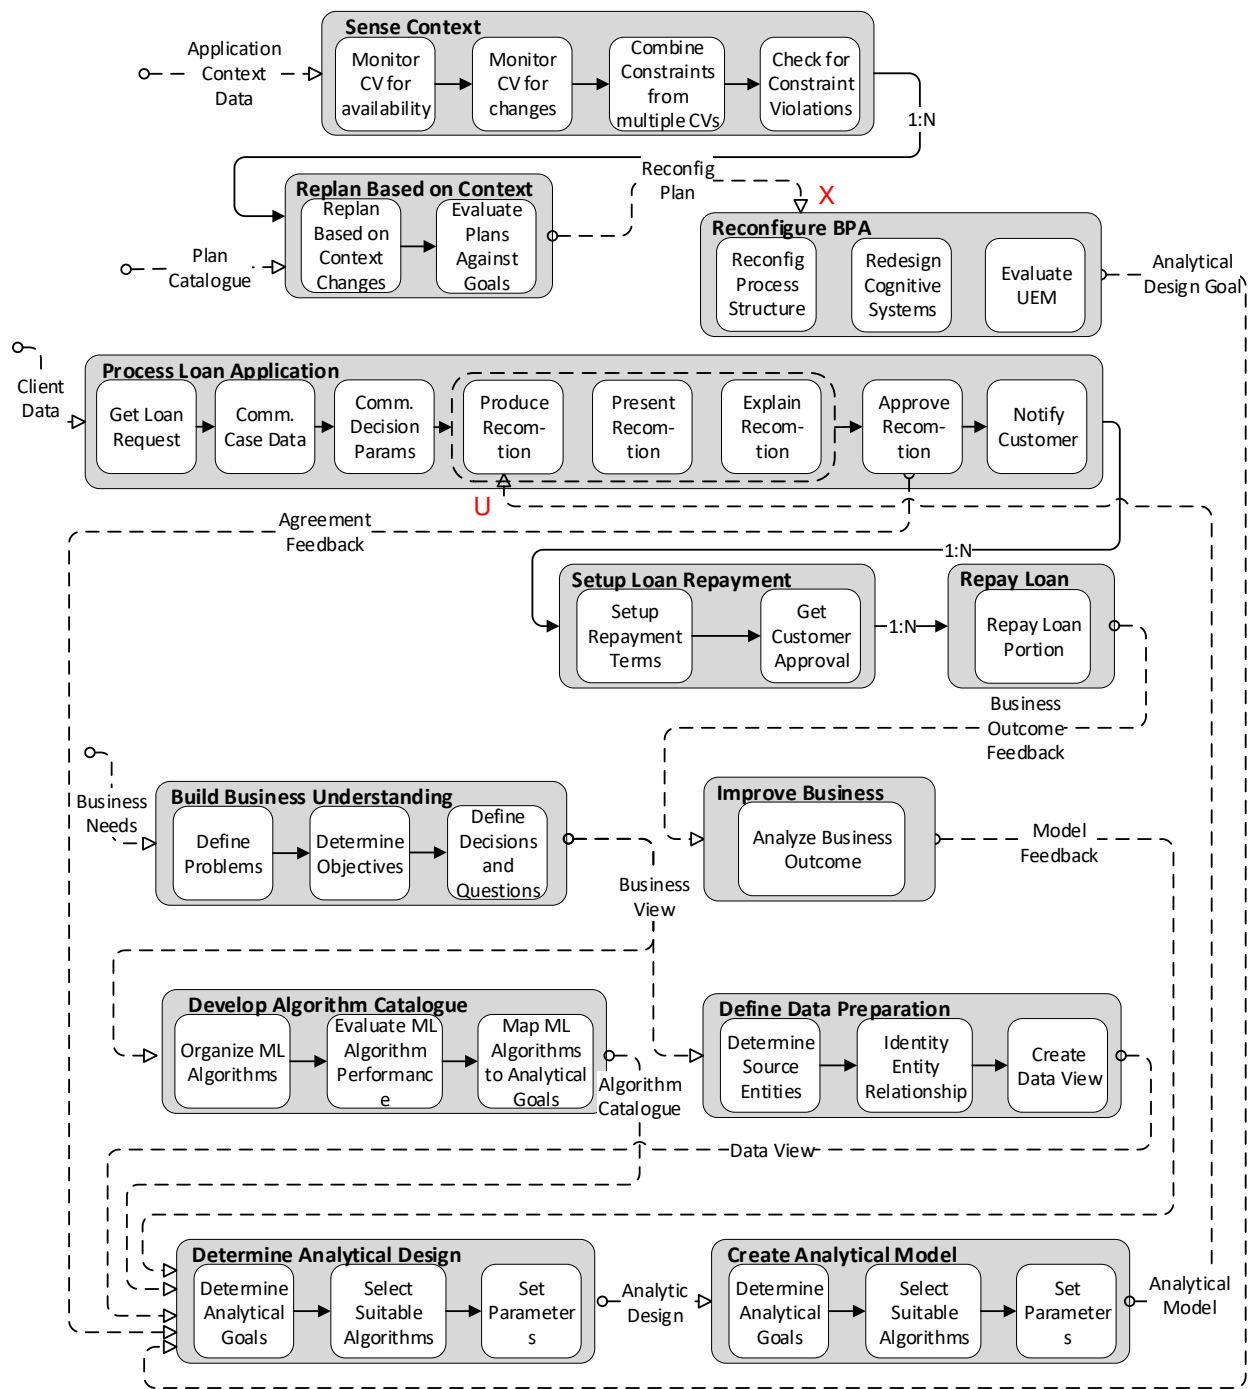 Sense Context
Application
Context
Data
Monitor
CV for
availability
Monitor
CV for
changes
Combine
Constraints
from
multiple CVs
Check for
Constraint
Violations
1:N
Replan Based on Context
Replan
Based on
Context
Changes
Evaluate
Plans
Against
Goals
Reconfig
Plan
X
Plan
Catalogue
Reconfigure BPA
Reconfig
Process
Structure
Redesign
Cognitive
Systems
Evaluate
UEM
Analytical
Design Goal
Client
Data
Process Loan Application
Get Loan
Request
Comm.
Case Data
Comm.
Decision
Params
Produce
Recom-
tion
Present
Recom-
tion
Explain
Recom-
tion
Approve
Recom-
tion
Notify
Customer
U
Agreement
Feedback
1:N
Setup Loan Repayment
Setup
Repayment
Terms
Get
Customer
Approval
1:N
Repay Loan
Repay Loan
Portion
Business
Outcome
Feedback
Business
Needs
Build Business Understanding
Define
Problems
Determine
Objectives
Define
Decisions
and
Questions
Business
View
Improve Business
Analyze Business
Outcome
Model
Feedback
Develop Algorithm Catalogue
Organize ML
Algorithms
Evaluate ML
Algorithm
Performanc
e
Map ML
Algorithms
to Analytical
Goals
Algorithm
Catalogue
Define Data Preparation
Determine
Source
Entities
Identity
Entity
Relationship
Create
Data View
Data View
Determine Analytical Design
Determine
Analytical
Goals
Select
Suitable
Algorithms
Set
Parameter
s
Analytic
Design
Create Analytical Model
Determine
Analytical
Goals
Select
Suitable
Algorithms
Set
Parameter
s
Analytical
Model